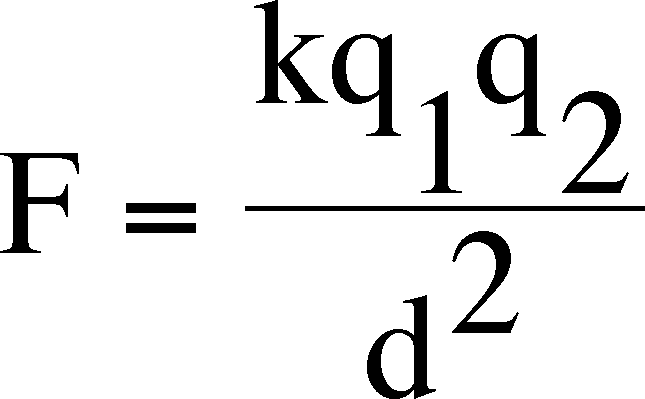 F = kq₁q₂ / d²